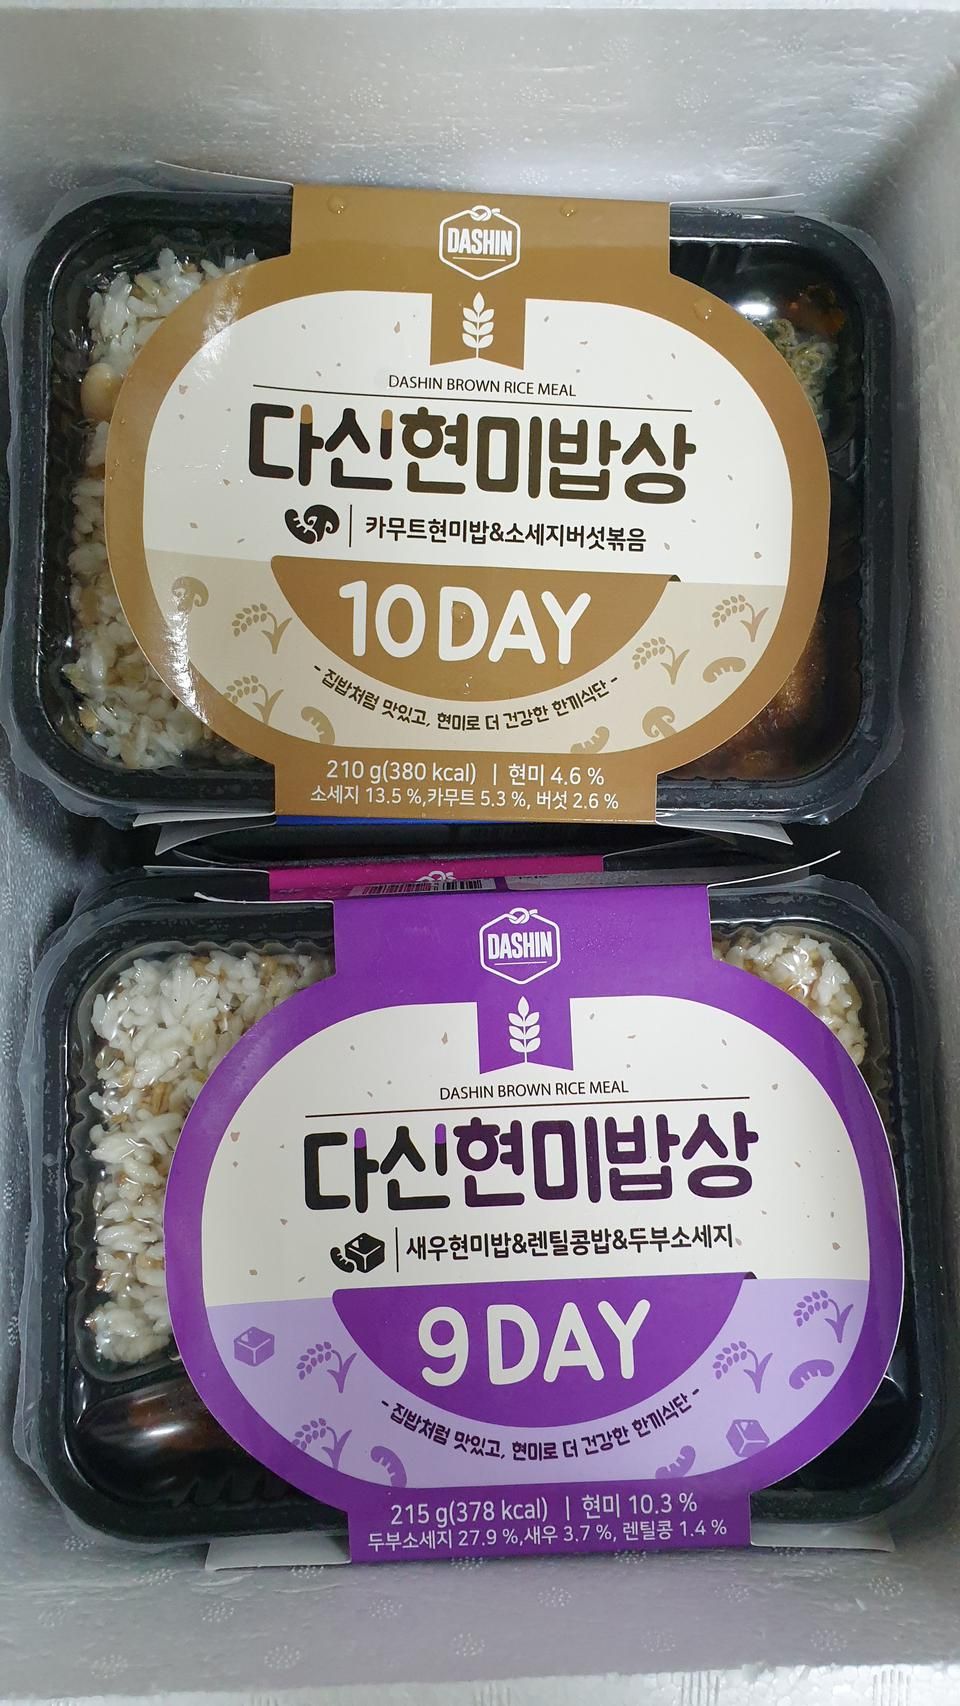 DASHIN
DASHIN BROWN RICE MEAL
다신현미밥상
카무트현미밥&소세지버섯볶음
10 DAY
- 집밥처럼 맛있고, 현미로 더 건강한 한끼식단 -
210 g(380 kcal) | 현미 4.6 %
소세지 13.5 %,카무트 5.3 %, 버섯 2.6 %
DASHIN
DASHIN BROWN RICE MEAL
다신현미밥상
새우현미밥&렌틸콩밥&두부소세지
9 DAY
- 집밥처럼 맛있고, 현미로 더 건강한 한끼식단 -
215 g(378 kcal) | 현미 10.3 %
두부소세지 27.9 %,새우 3.7 %, 렌틸콩 1.4 %